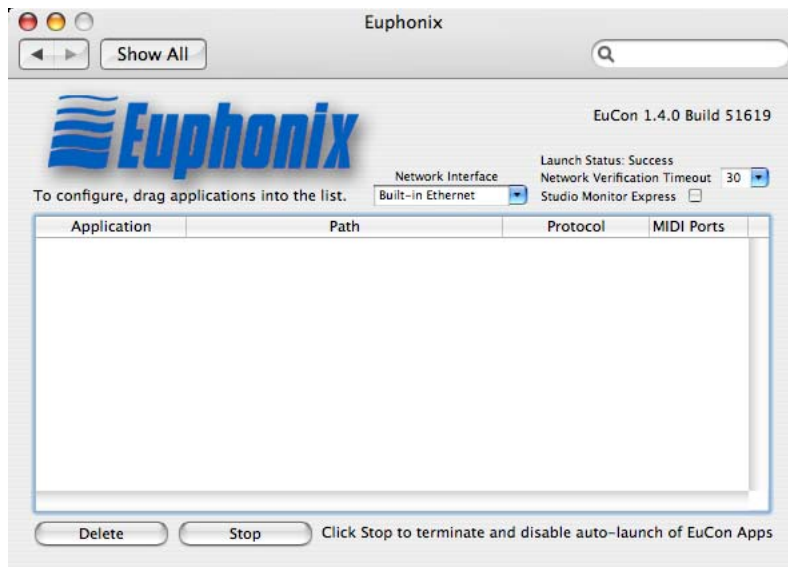 Euphonix
Show All
Euphonix
EuCon 1.4.0 Build 51619
Launch Status: Success
Network Interface
Network Verification Timeout 30
To configure, drag applications into the list.
Built-in Ethernet
Studio Monitor Express
Application Path Protocol MIDI Ports
Delete Stop Click Stop to terminate and disable auto-launch of EuCon Apps